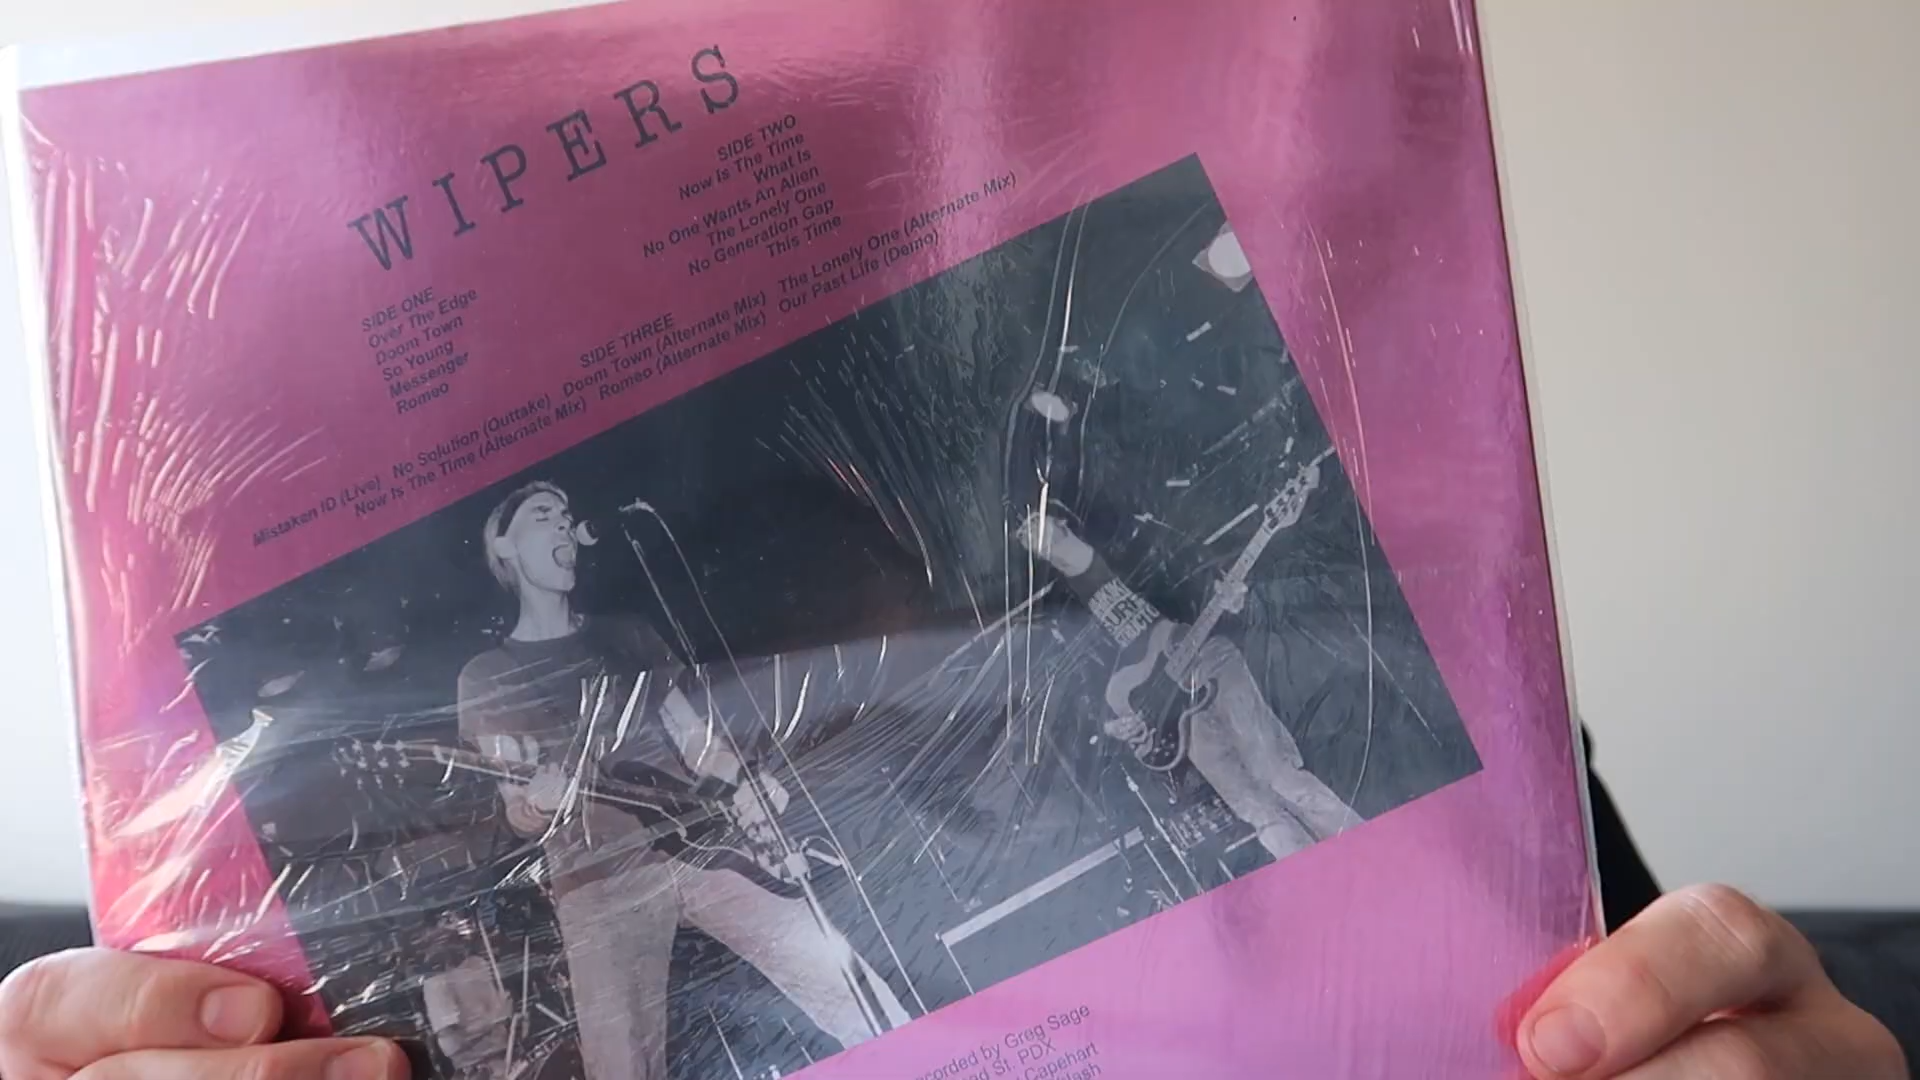 WIPERS
SIDE ONE
Over The Edge
Doom Town
So Young
Messenger
Romeo
SIDE TWO
Now Is The Time
What Is
No One Wants An Alien
The Lonely One
No Generation Gap
This Time
SIDE THREE
Mistaken ID (Live) No Solution (Outtake) Doom Town (Alternate Mix) The Lonely One (Alternate Mix)
Now Is The Time (Alternate Mix) Romeo (Alternate Mix) Our Past Life (Demo)
by Greg Sage
St. PDX
Capehart